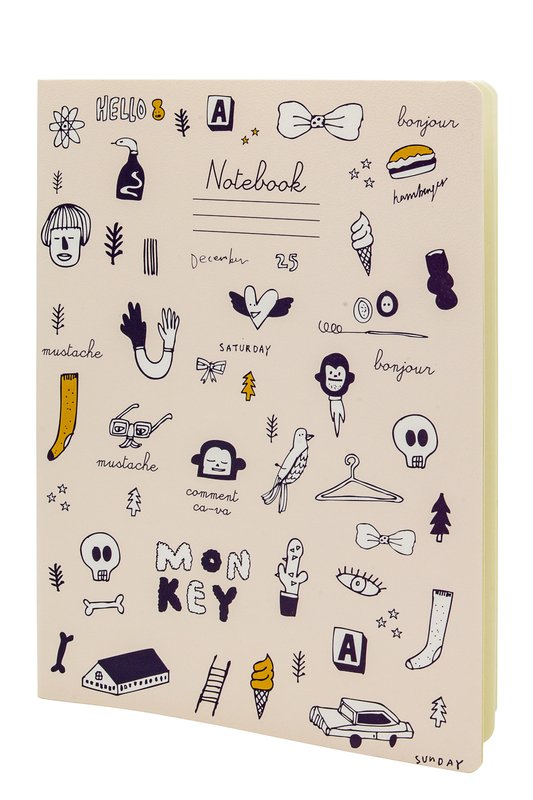 HELLO 8
A
bonjour
Notebook
hamburger
December 25
SATURDAY
mustache
bonjour
mustache
comment
ca-va
MON
KEY
A
SUNDAY